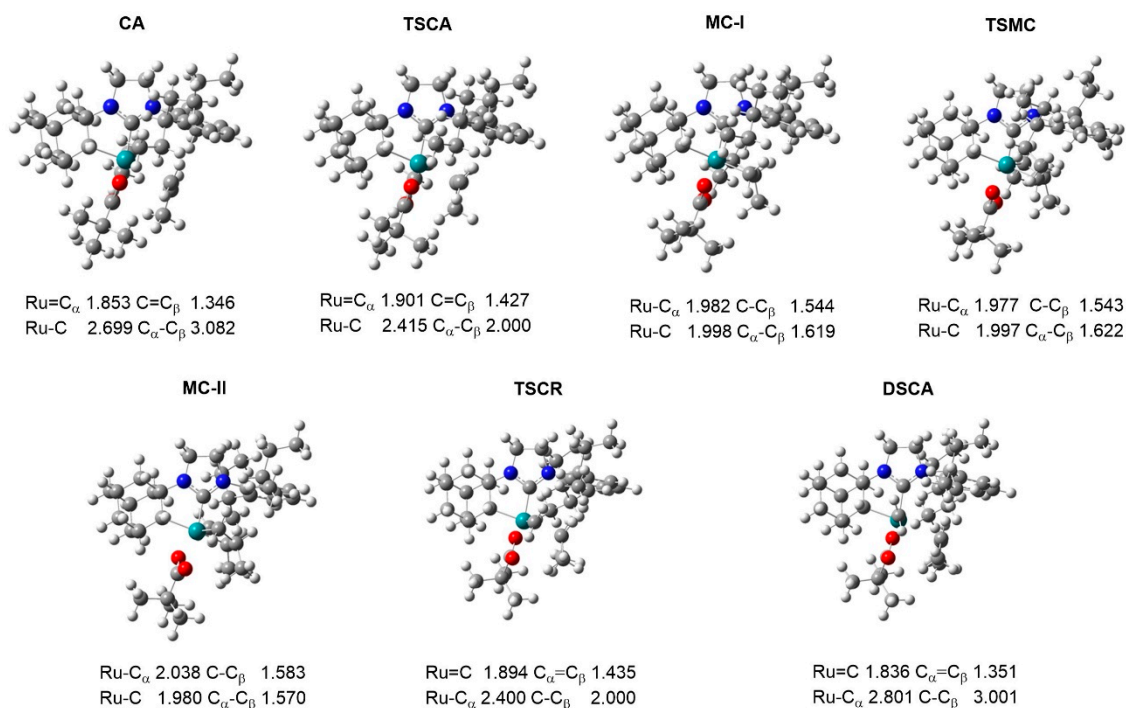 CA TSCA MC-I TSMC
Ru=Cα 1.853 C=Cβ 1.346
Ru-C 2.699 Cα-Cβ 3.082
Ru=Cα 1.901 C=Cβ 1.427
Ru-C 2.415 Cα-Cβ 2.000
Ru-Cα 1.982 C-Cβ 1.544
Ru-C 1.998 Cα-Cβ 1.619
Ru-Cα 1.977 C-Cβ 1.543
Ru-C 1.997 Cα-Cβ 1.622
MC-II TSCR DSCA
Ru-Cα 2.038 C-Cβ 1.583
Ru-C 1.980 Cα-Cβ 1.570
Ru=C 1.894 Cα=Cβ 1.435
Ru-Cα 2.400 C-Cβ 2.000
Ru=C 1.836 Cα=Cβ 1.351
Ru-Cα 2.801 C-Cβ 3.001